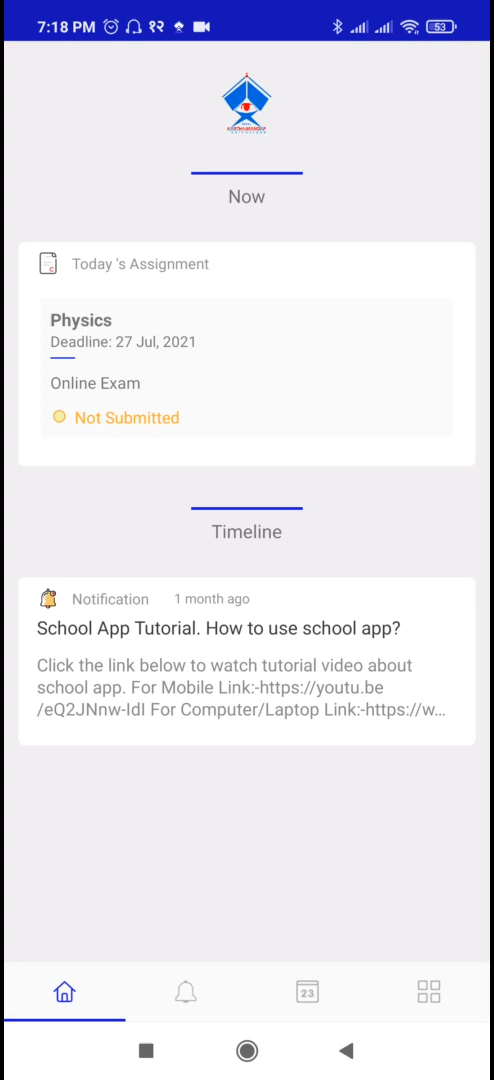 7:18 PM १२ 53
KASTHAMANDAP
Now
Today 's Assignment
Physics
Deadline: 27 Jul, 2021
Online Exam
Not Submitted
Timeline
Notification 1 month ago
School App Tutorial. How to use school app?
Click the link below to watch tutorial video about
school app. For Mobile Link:-https://youtu.be
/eQ2JNnw-IdI For Computer/Laptop Link:-https://w...
23